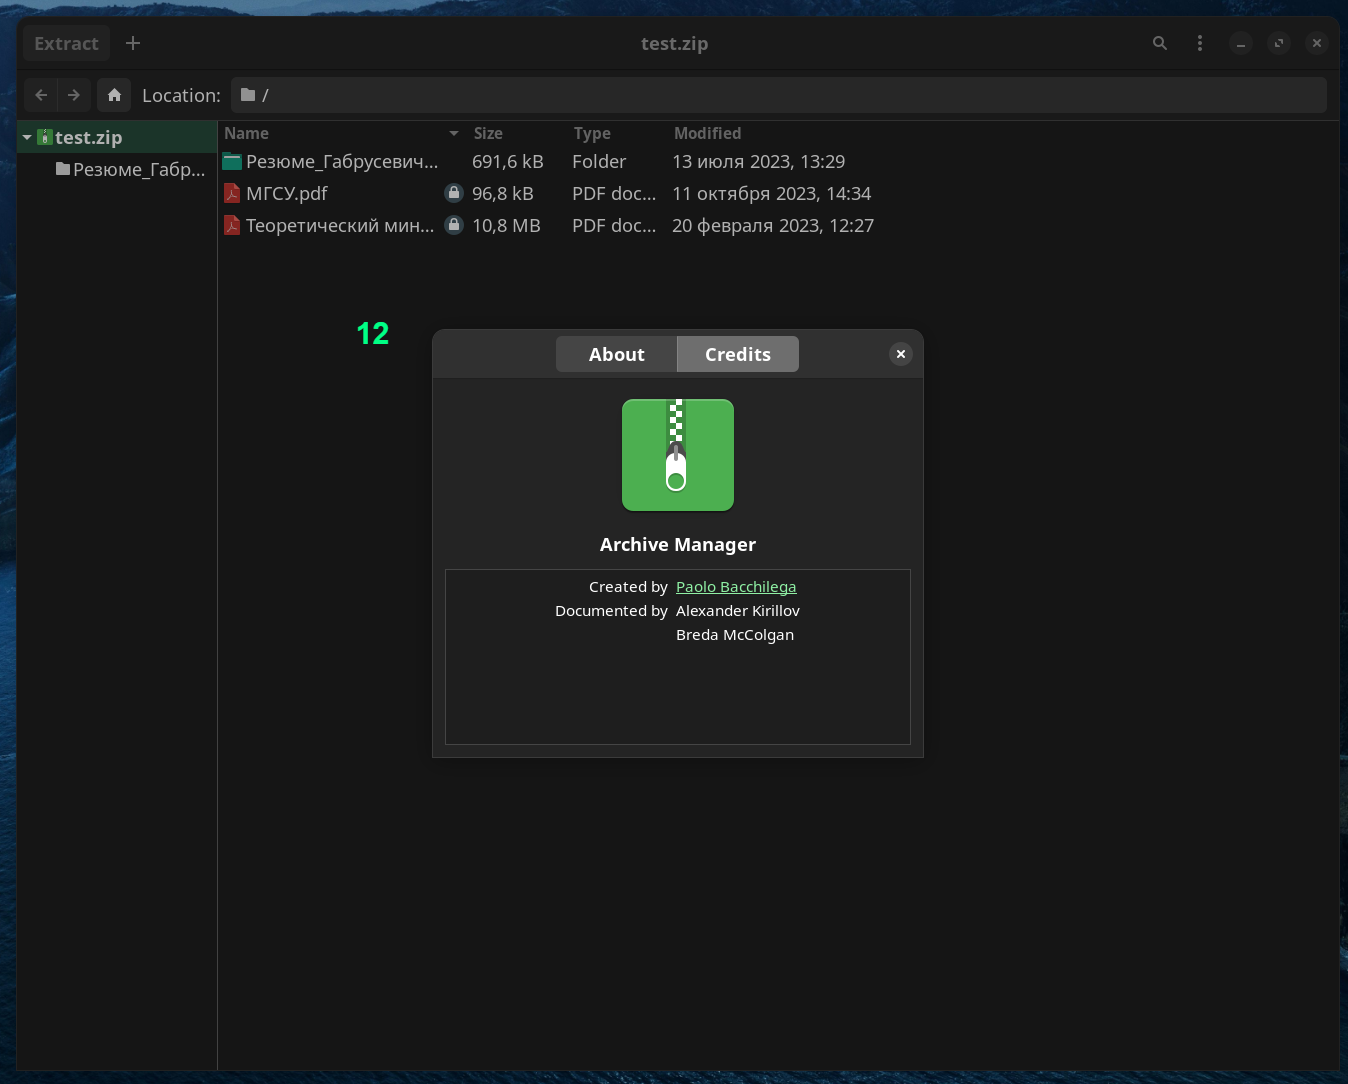 Extract
test.zip
Location: /
test.zip
Резюме_Габр...
Name Size Type Modified
Резюме_Габрусевич... 691,6 kB Folder 13 июля 2023, 13:29
МГСУ.pdf 96,8 kB PDF doc... 11 октября 2023, 14:34
Теоретический мин... 10,8 MB PDF doc... 20 февраля 2023, 12:27
12
About Credits
Archive Manager
Created by Paolo Bacchilega
Documented by Alexander Kirillov
Breda McColgan